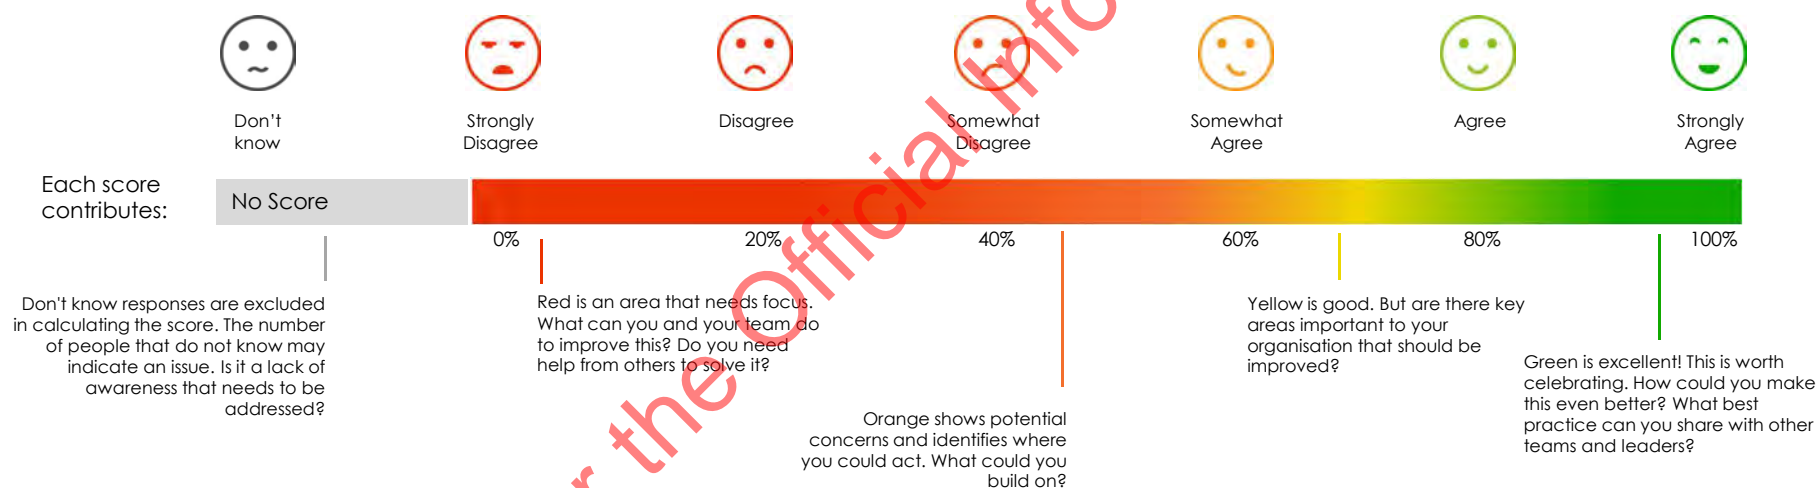 Don't
know
Strongly
Disagree
Disagree
Somewhat
Disagree
Somewhat
Agree
Agree
Strongly
Agree
Each score
contributes:
No Score
0%
20%
40%
60%
80%
100%
Don't know responses are excluded
in calculating the score. The number
of people that do not know may
indicate an issue. Is it a lack of
awareness that needs to be
addressed?
Red is an area that needs focus.
What can you and your team do
to improve this? Do you need
help from others to solve it?
Orange shows potential
concerns and identifies where
you could act. What could you
build on?
Yellow is good. But are there key
areas important to your
organisation that should be
improved?
Green is excellent! This is worth
celebrating. How could you make
this even better? What best
practice can you share with other
teams and leaders?
the Official